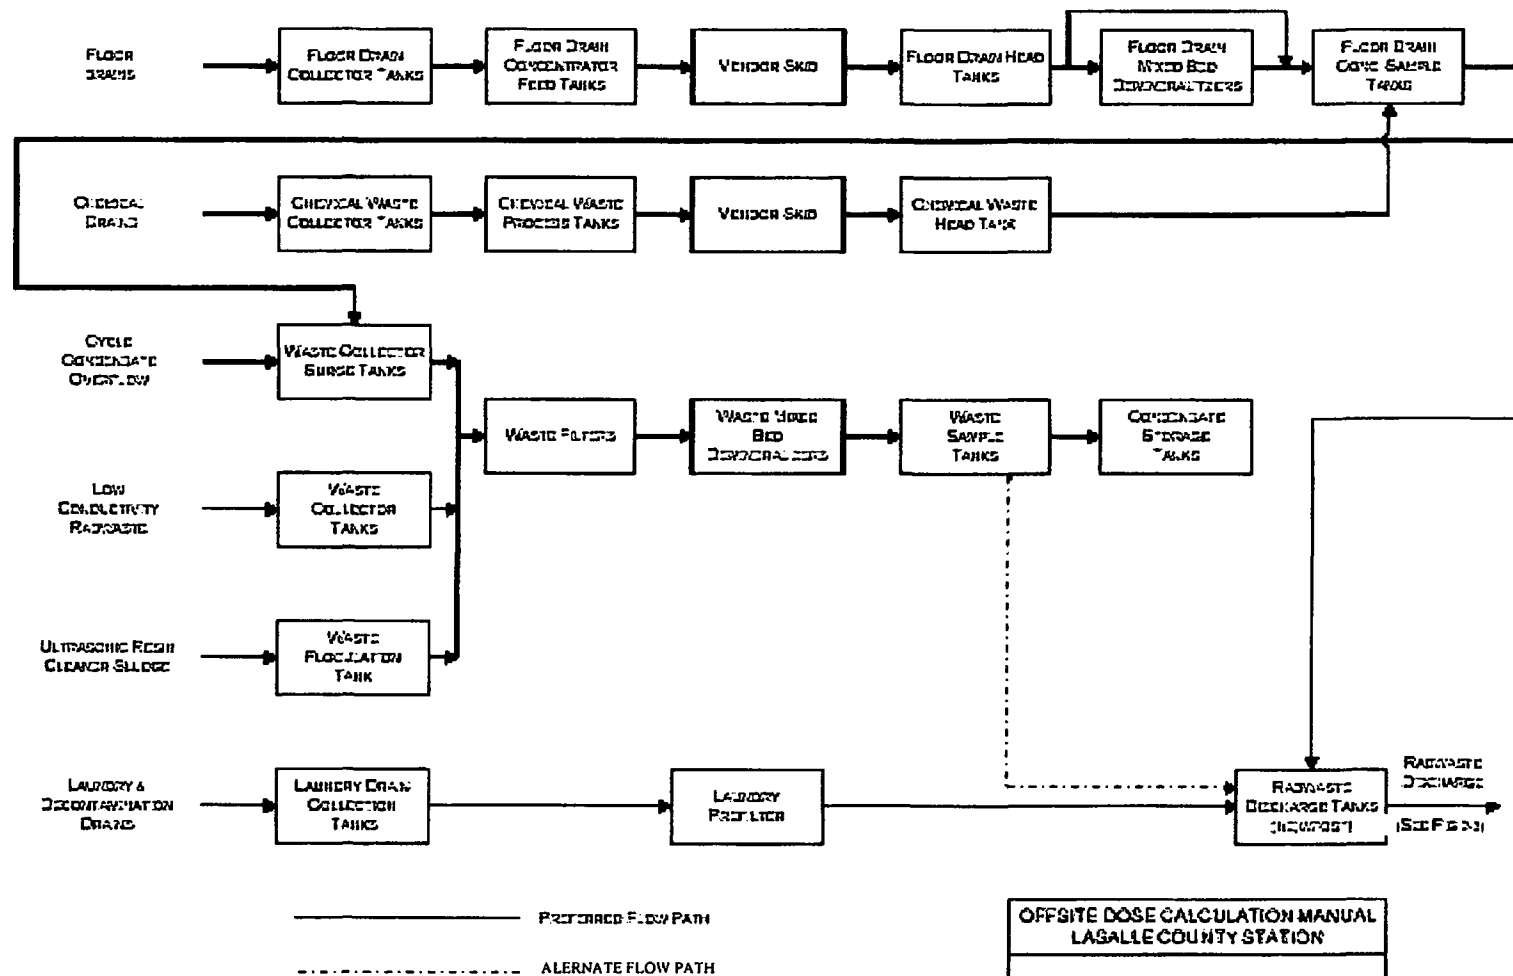 FLOOR
DRAINS
FLOOR DRAIN
COLLECTOR TANKS
FLOOR DRAIN
CONCENTRATOR
FEED TANKS
VENDOR SKID
FLOOR DRAIN HEAD
TANKS
FLOOR DRAIN
MIXED BED
DEMINERALIZERS
FLOOR DRAIN
SAMPLE
TANKS
CHEMICAL
DRAINS
CHEMICAL WASTE
COLLECTOR TANKS
CHEMICAL WASTE
PROCESS TANKS
VENDOR SKID
CHEMICAL WASTE
HEAD TANK
CYCLE
CONDENSATE
OVERFLOW
WASTE COLLECTOR
SURGE TANKS
WASTE FILTERS
WASTE MIXED
BED
DEMINERALIZERS
WASTE
SAMPLE
TANKS
CONDENSATE
STORAGE
TANKS
LOW
CONDUCTIVITY
RADWASTE
WASTE
COLLECTOR
TANKS
ULTRASONIC RESIN
CLEANER SLUDGE
WASTE
FLOCULATION
TANK
LAUNDRY &
DECONTAMINATION
DRAINS
LAUNDRY DRAIN
COLLECTION
TANKS
LAUNDRY
PREFILTER
RADWASTE
DISCHARGE TANKS
RADWASTE
DISCHARGE
PREFERRED FLOW PATH
ALERNATE FLOW PATH
OFFSITE DOSE CALCULATION MANUAL
LASALLE COUNTY STATION